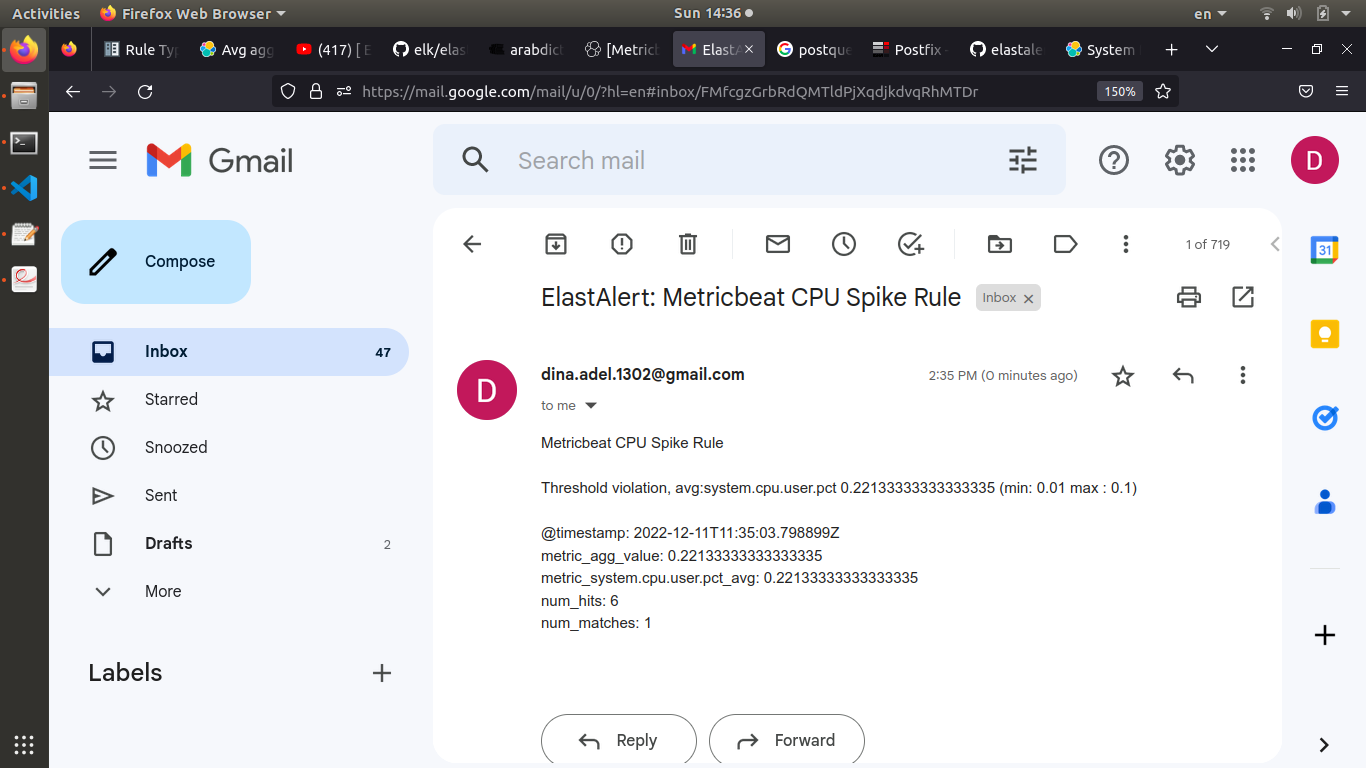 Activities
Firefox Web Browser
Sun 14:36
en
Rule Typ
Avg agg
(417) [ E
elk/elas
arabdict
[Metricb
ElastA
postque
Postfix -
elastale
System
https://mail.google.com/mail/u/0/?hl=en#inbox/FMfcgzGrbRdQMTldPjXqdjkdvqRhMTDr
150%
Gmail
Search mail
D
Compose
1 of 719
31
ElastAlert: Metricbeat CPU Spike Rule
Inbox
Inbox
47
Starred
Snoozed
Sent
Drafts
2
More
Labels
D
dina.adel.1302@gmail.com
2:35 PM (0 minutes ago)
to me
Metricbeat CPU Spike Rule
Threshold violation, avg:system.cpu.user.pct 0.22133333333333335 (min: 0.01 max : 0.1)
@timestamp: 2022-12-11T11:35:03.798899Z
metric_agg_value: 0.22133333333333335
metric_system.cpu.user.pct_avg: 0.22133333333333335
num_hits: 6
num_matches: 1
Reply
Forward